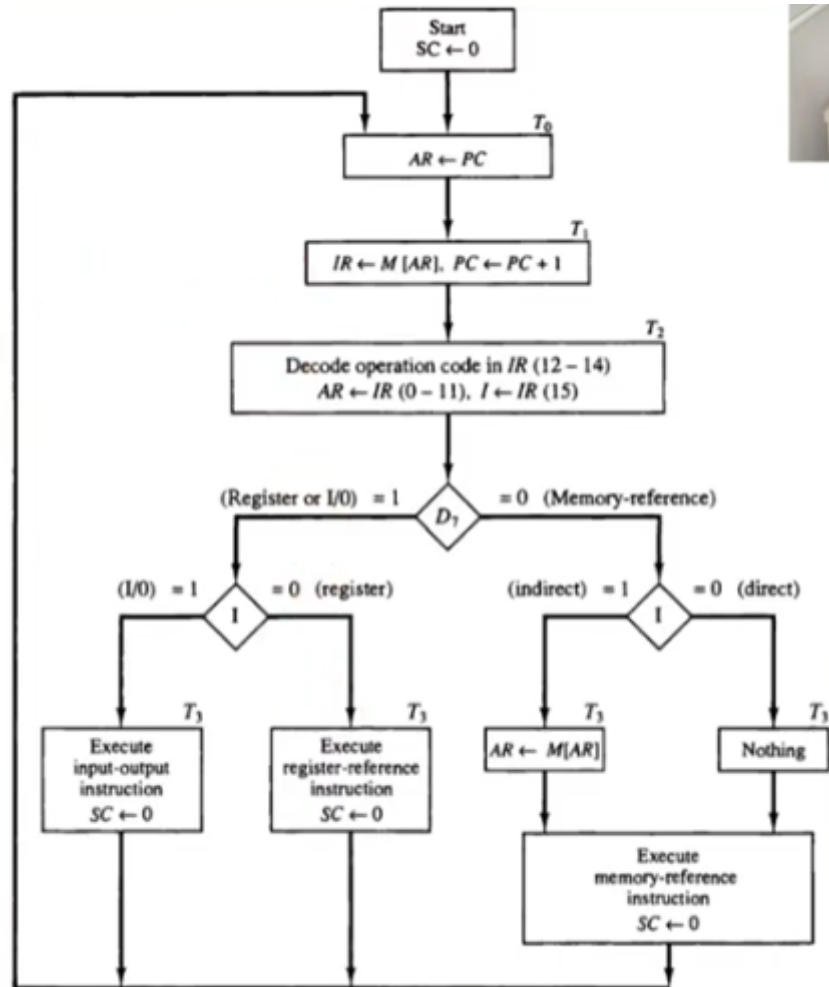 Start
SC ← 0
T₀
AR ← PC
T₁
IR ← M [AR], PC ← PC + 1
T₂
Decode operation code in IR (12 – 14)
AR ← IR (0 – 11), I ← IR (15)
(Register or I/0) = 1
= 0 (Memory-reference)
D₇
(I/0) = 1
= 0 (register)
I
(indirect) = 1
= 0 (direct)
I
T₃
Execute
input-output
instruction
SC ← 0
T₃
Execute
register-reference
instruction
SC ← 0
T₃
AR ← M[AR]
T₃
Nothing
Execute
memory-reference
instruction
SC ← 0